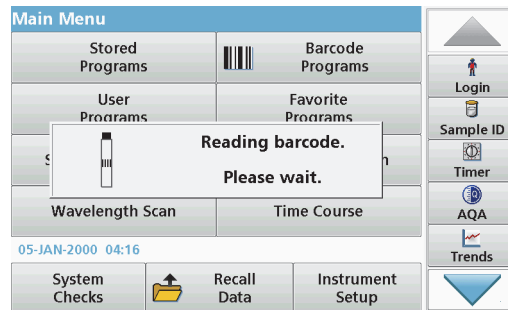 Main Menu
Stored
Programs
Barcode
Programs
User
Programs
Favorite
Programs
Reading barcode.
Please wait.
Wavelength Scan
Time Course
05-JAN-2000 04:16
System
Checks
Recall
Data
Instrument
Setup
Login
Sample ID
Timer
AQA
Trends